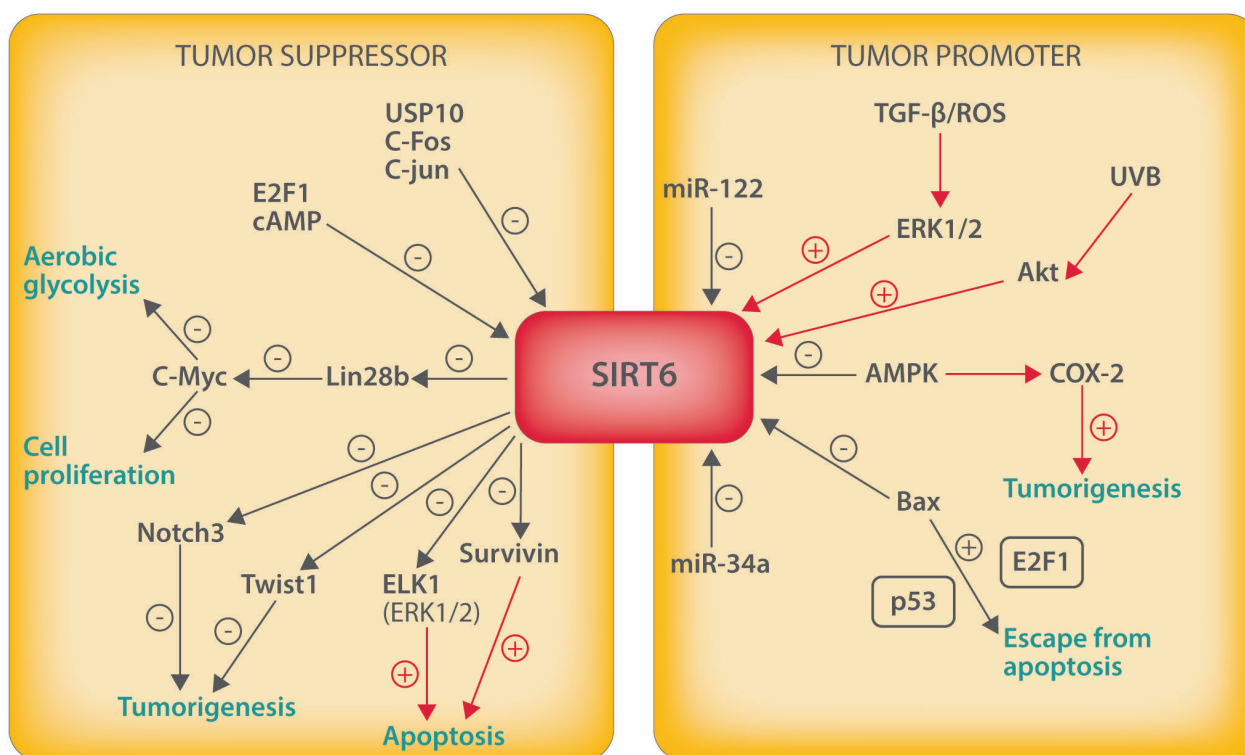 TUMOR SUPPRESSOR
USP10
C-Fos
C-jun
E2F1
cAMP
Aerobic
glycolysis
-
-
-
-
-
C-Myc
Lin28b
-
Cell
proliferation
-
-
-
-
Notch3
Twist1
ELK1
(ERK1/2)
Survivin
-
-
+
+
Tumorigenesis
Apoptosis
SIRT6
TUMOR PROMOTER
TGF-β/ROS
miR-122
UVB
ERK1/2
-
+
Akt
+
-
AMPK
COX-2
+
-
Bax
Tumorigenesis
-
miR-34a
+
E2F1
p53
Escape from
apoptosis